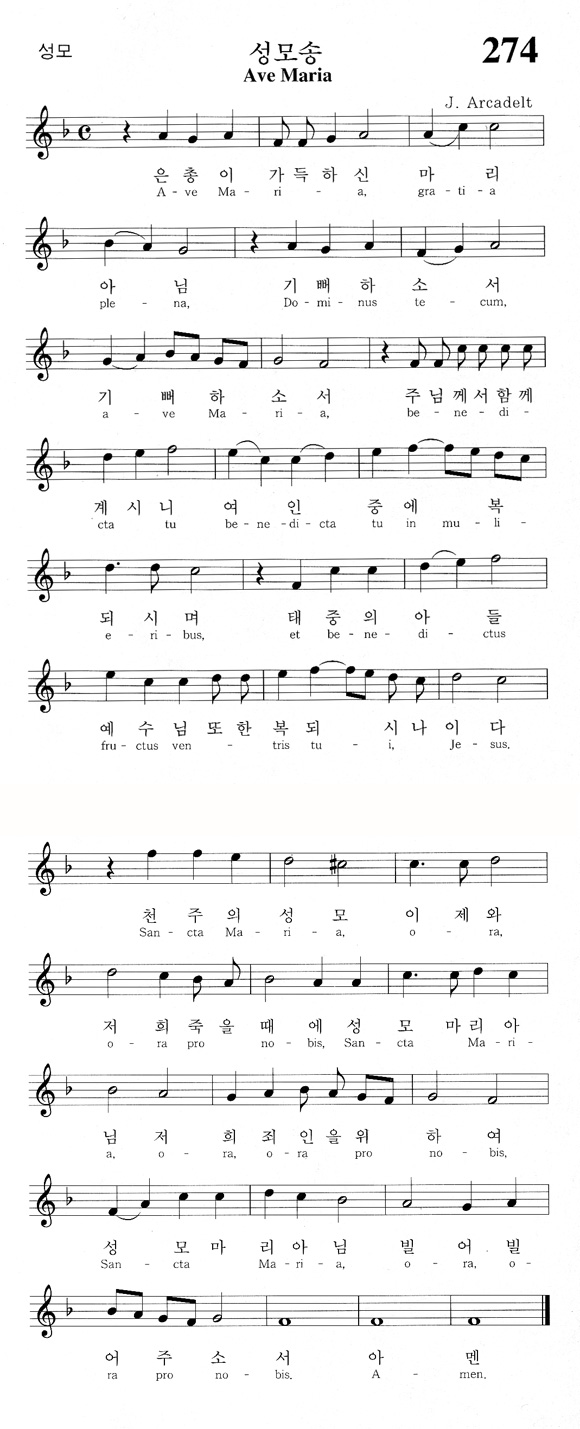 성모
성모송
274
Ave Maria
J. Arcadelt
은 총 이 가 득 하 신 마 리
A - ve Ma - ri - a, gra - ti - a
아 님 기 뻐 하 소 서
ple - na, Do - mi - nus te - cum,
기 뻐 하 소 서 주 님 께 서 함 께
a - ve Ma - ri - a, be - ne - di -
계 시 니 여 인 중 에 복
cta tu be - ne - di - cta tu in mu - li -
되 시 며 태 중 의 아 들
e - ri - bus, et be - ne - di - ctus
예 수 님 또 한 복 되 시 나 이 다
fru - ctus ven - tris tu - i, Je - sus.
천 주 의 성 모 이 제 와
San - cta Ma - ri - a, o - ra,
저 희 죽 을 때 에 성 모 마 리 아
o - ra pro no - bis, San - cta Ma - ri -
님 저 희 죄 인 을 위 하 여
a, o - ra, o - ra pro no - bis,
성 모 마 리 아 님 빌 어 빌
San - cta Ma - ri - a, o - ra, o -
어 주 소 서 아 멘
ra pro no - bis. A - men.